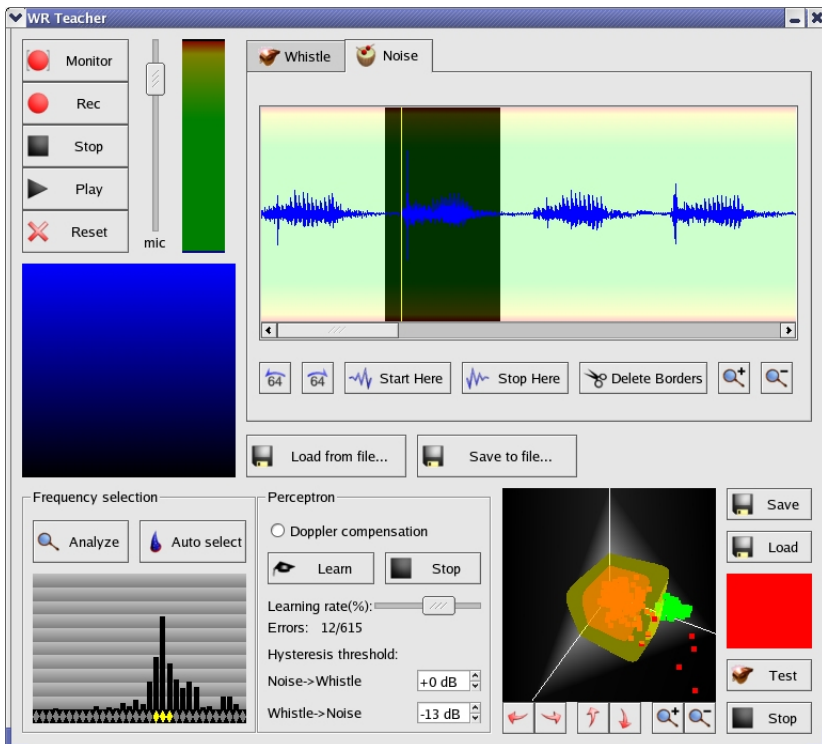 WR Teacher
Monitor
Rec
Stop
Play
Reset
mic
Whistle
Noise
64
64
Start Here
Stop Here
Delete Borders
Load from file...
Save to file...
Frequency selection
Analyze
Auto select
Perceptron
Doppler compensation
Learn
Stop
Learning rate(%):
Errors: 12/615
Hysteresis threshold:
Noise->Whistle
+0 dB
Whistle->Noise
-13 dB
Save
Load
Test
Stop